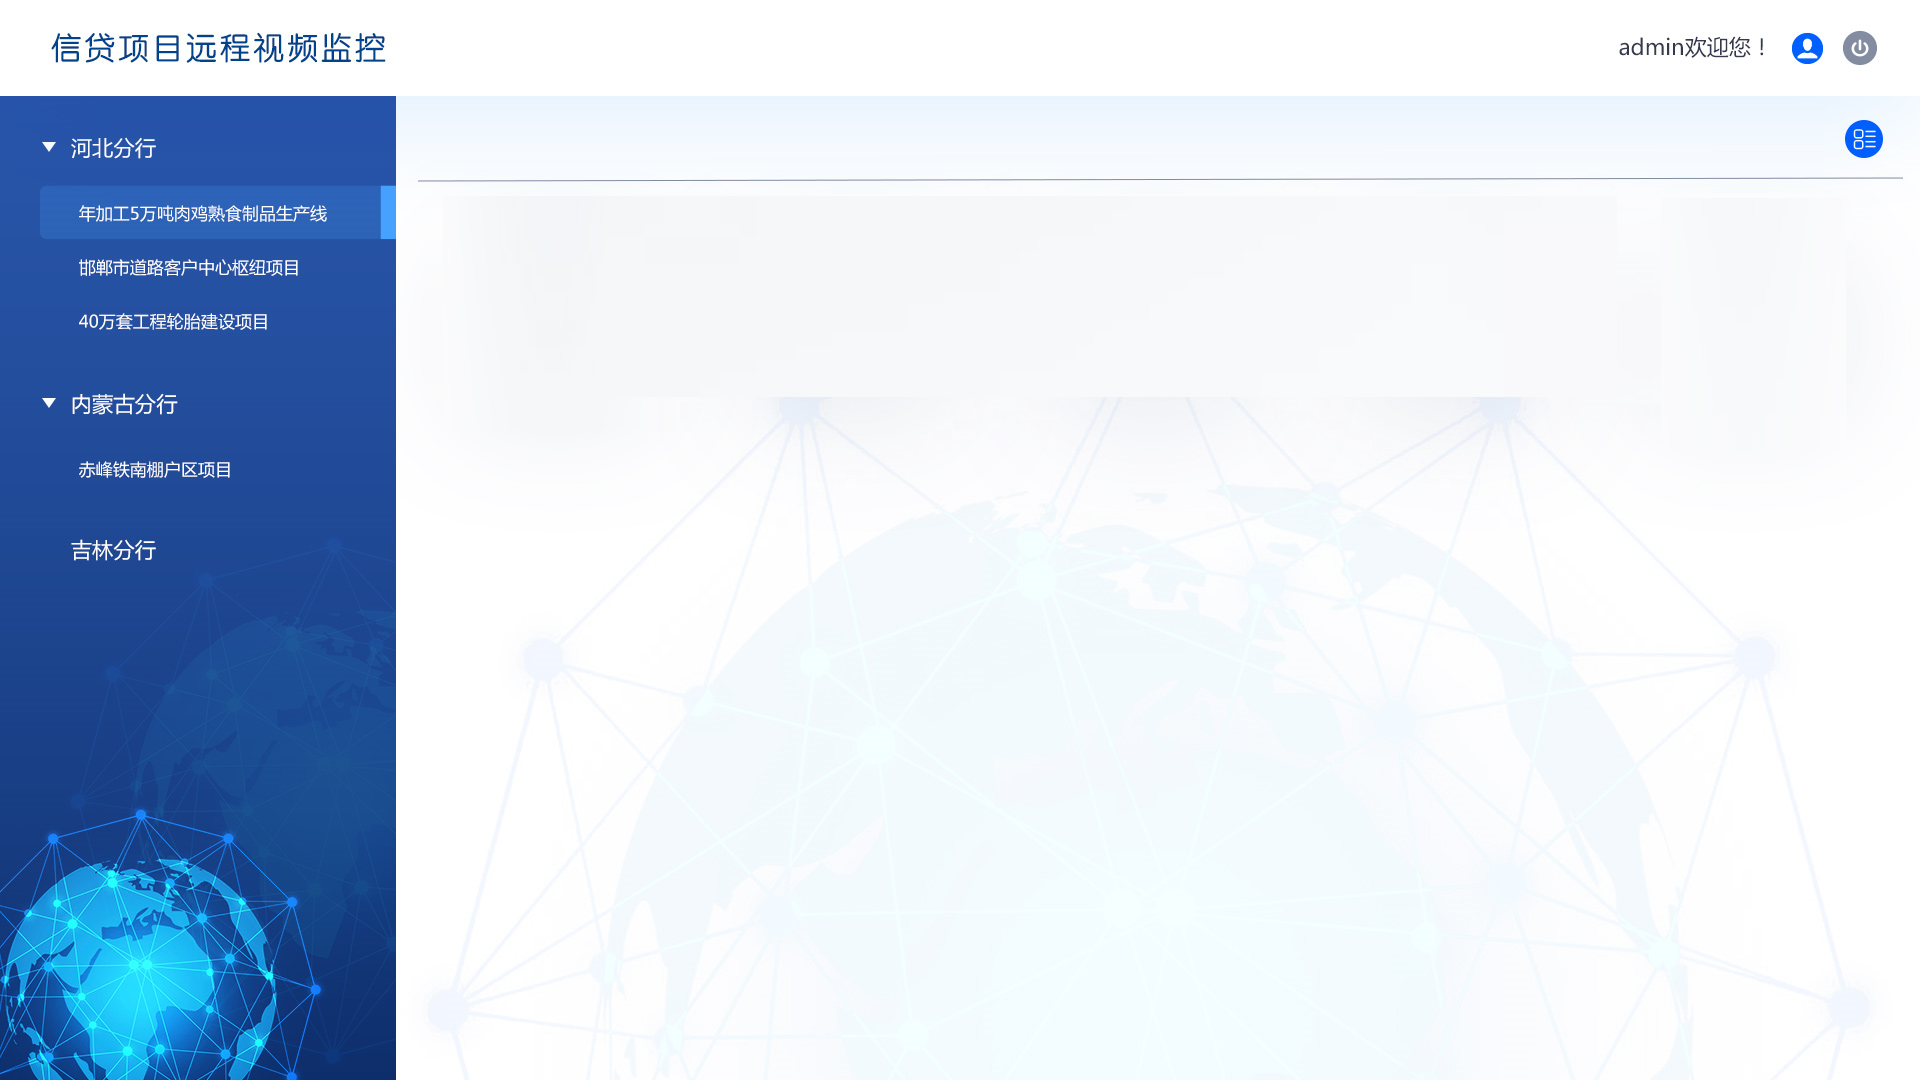 信贷项目远程视频监控
admin欢迎您！
河北分行
年加工5万吨肉鸡熟食制品生产线
邯郸市道路客户中心枢纽项目
40万套工程轮胎建设项目
内蒙古分行
赤峰铁南棚户区项目
吉林分行